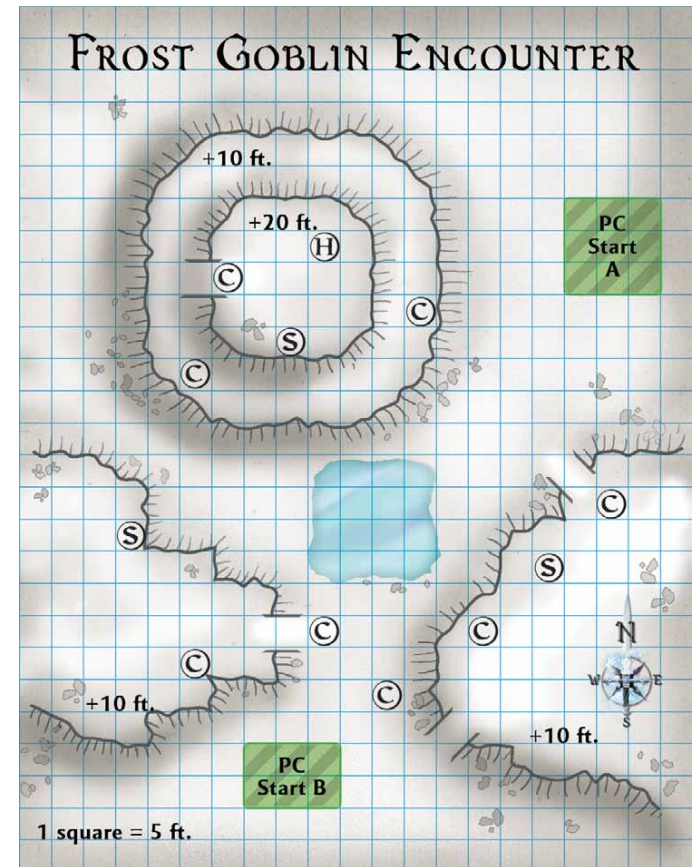 FROST GOBLIN ENCOUNTER
+10 ft.
+20 ft.
H
PC
Start
A
C
C
S
C
C
S
S
C
C
N
C
W E
S
C
+10 ft.
+10 ft.
PC
Start B
1 square = 5 ft.